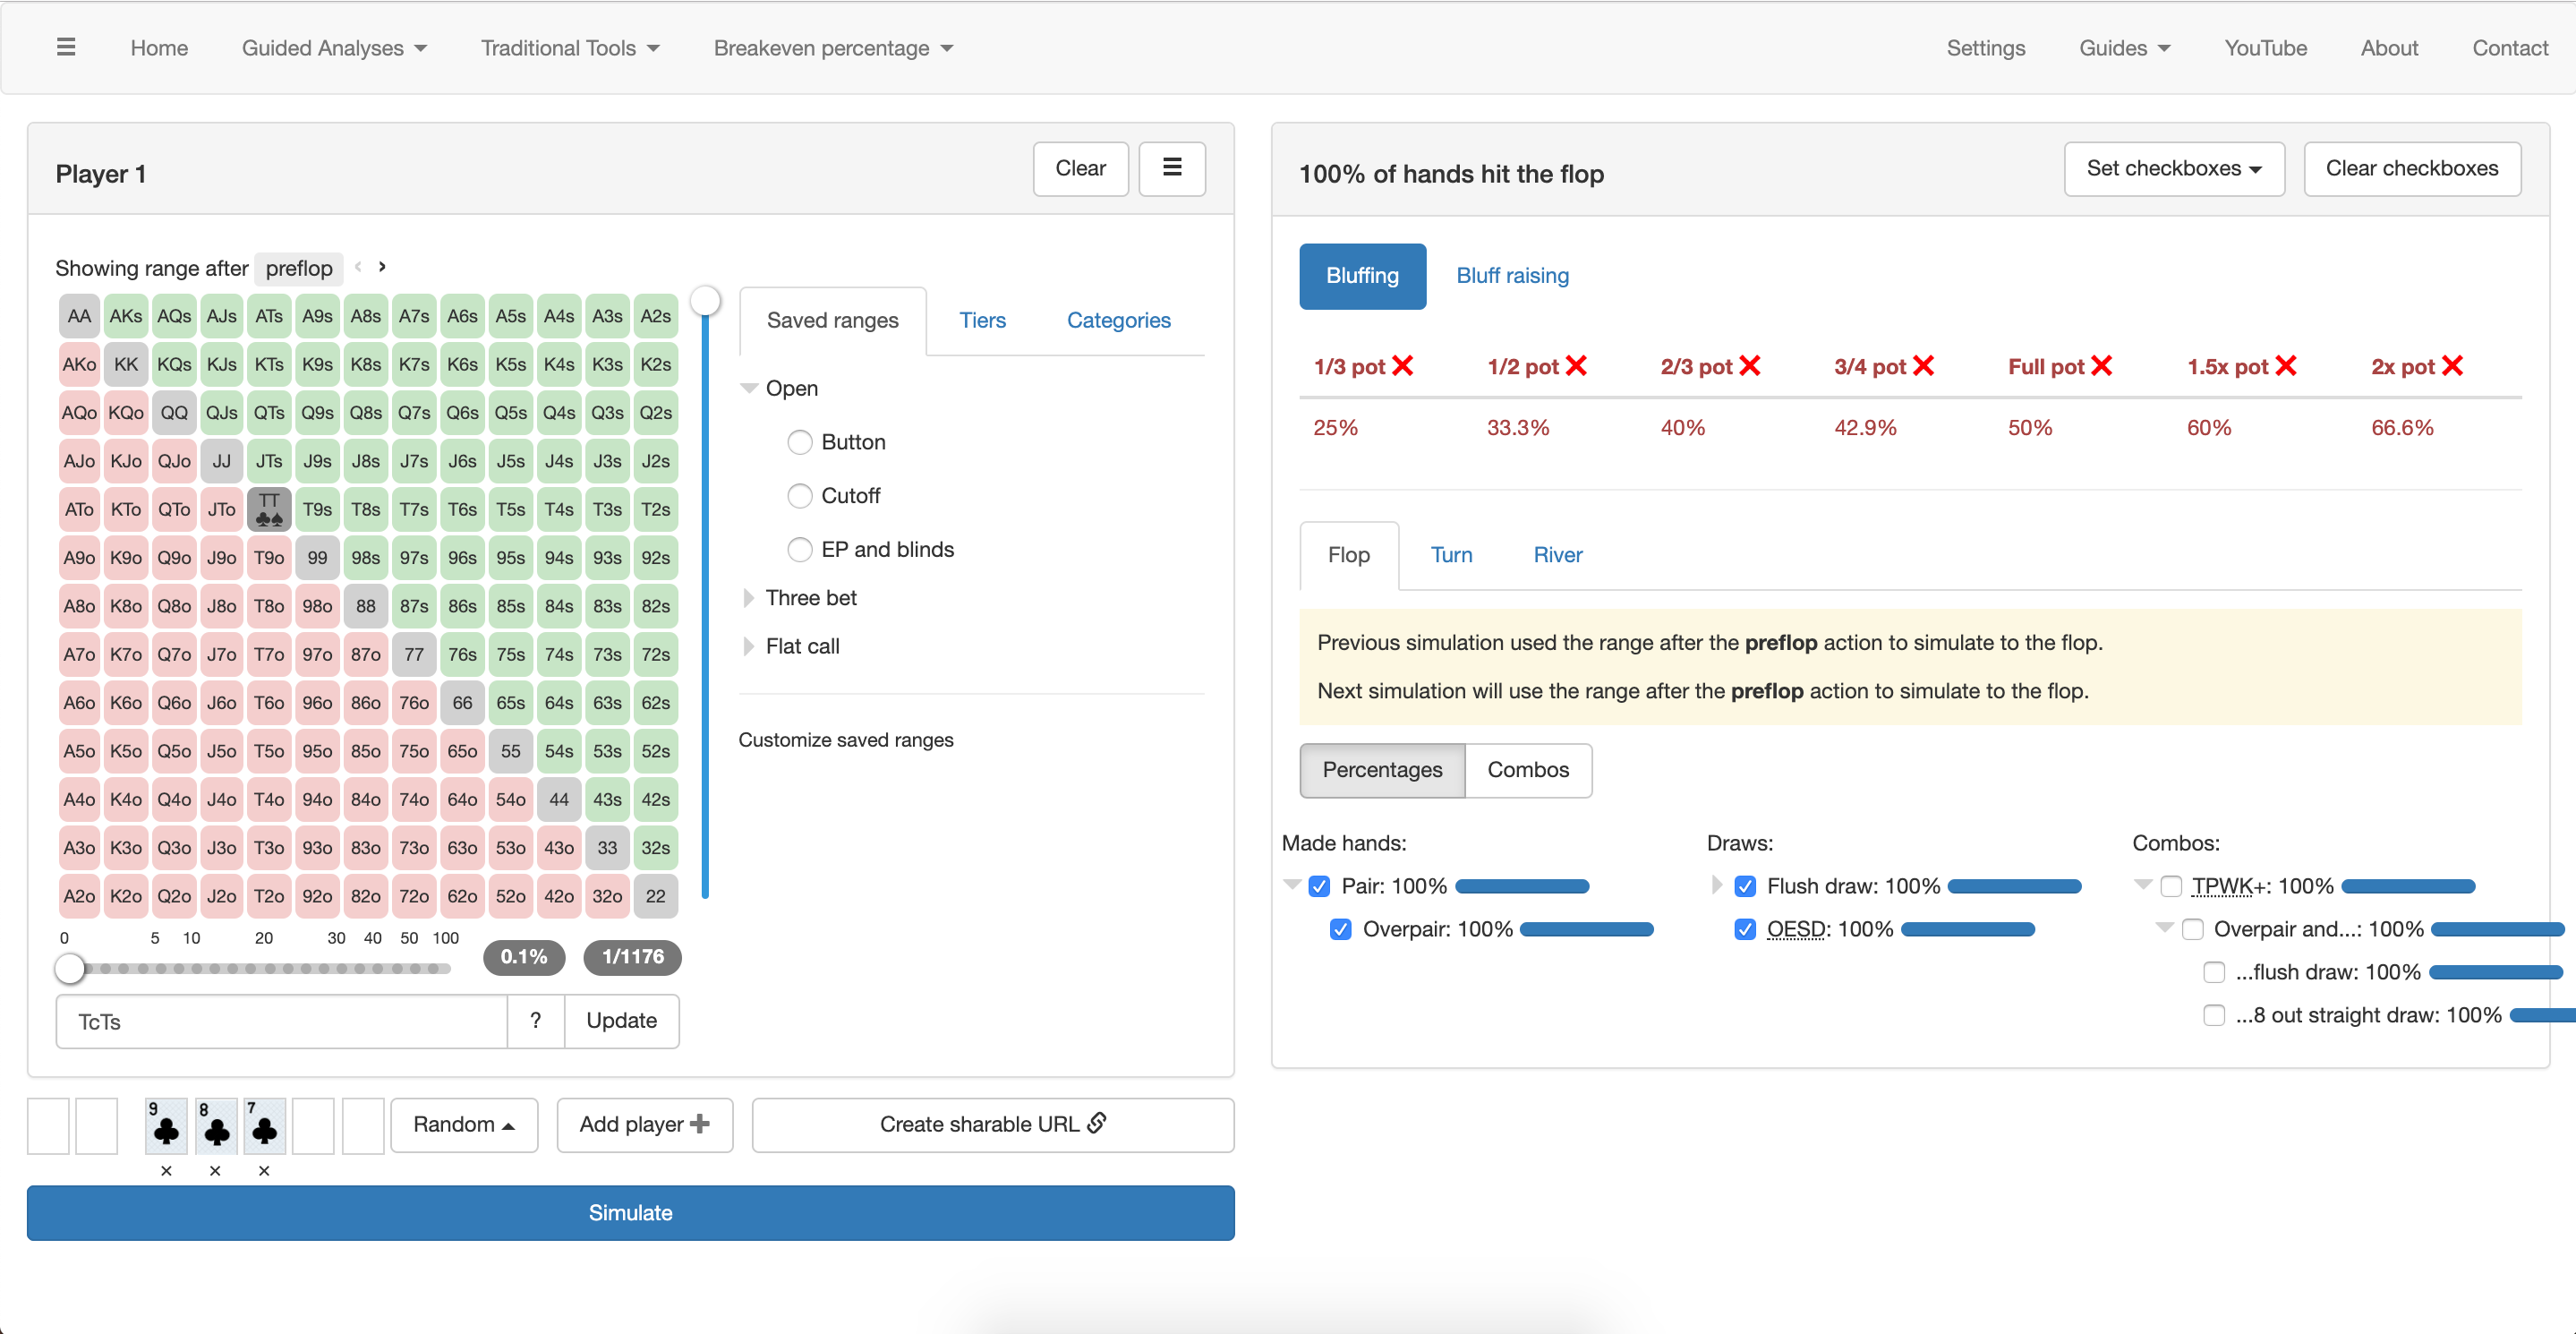 ☰ Home Guided Analyses Traditional Tools Breakeven percentage Settings Guides YouTube About Contact
Player 1 Clear ☰
Showing range after preflop ‹ ›
AA AKs AQs AJs ATs A9s A8s A7s A6s A5s A4s A3s A2s
AKo KK KQs KJs KTs K9s K8s K7s K6s K5s K4s K3s K2s
AQo KQo QQ QJs QTs Q9s Q8s Q7s Q6s Q5s Q4s Q3s Q2s
AJo KJo QJo JJ JTs J9s J8s J7s J6s J5s J4s J3s J2s
ATo KTo QTo JTo TT T9s T8s T7s T6s T5s T4s T3s T2s
♣♠
A9o K9o Q9o J9o T9o 99 98s 97s 96s 95s 94s 93s 92s
A8o K8o Q8o J8o T8o 98o 88 87s 86s 85s 84s 83s 82s
A7o K7o Q7o J7o T7o 97o 87o 77 76s 75s 74s 73s 72s
A6o K6o Q6o J6o T6o 96o 86o 76o 66 65s 64s 63s 62s
A5o K5o Q5o J5o T5o 95o 85o 75o 65o 55 54s 53s 52s
A4o K4o Q4o J4o T4o 94o 84o 74o 64o 54o 44 43s 42s
A3o K3o Q3o J3o T3o 93o 83o 73o 63o 53o 43o 33 32s
A2o K2o Q2o J2o T2o 92o 82o 72o 62o 52o 42o 32o 22
0 5 10 20 30 40 50 100
0.1% 1/1176
TcTs ? Update
Saved ranges Tiers Categories
Open
Button
Cutoff
EP and blinds
Three bet
Flat call
Customize saved ranges
9♣ 8♣ 7♣ Random Add player Create sharable URL
× × ×
Simulate
100% of hands hit the flop Set checkboxes Clear checkboxes
Bluffing Bluff raising
1/3 pot ❌ 1/2 pot ❌ 2/3 pot ❌ 3/4 pot ❌ Full pot ❌ 1.5x pot ❌ 2x pot ❌
25% 33.3% 40% 42.9% 50% 60% 66.6%
Flop Turn River
Previous simulation used the range after the preflop action to simulate to the flop.
Next simulation will use the range after the preflop action to simulate to the flop.
Percentages Combos
Made hands:
Pair: 100%
Overpair: 100%
Draws:
Flush draw: 100%
OESD: 100%
Combos:
TPWK+: 100%
Overpair and...: 100%
...flush draw: 100%
...8 out straight draw: 100%